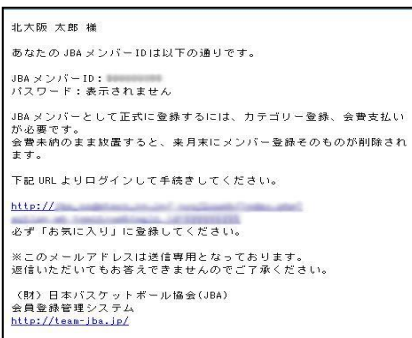 北大阪 太郎 様
あなたの JBA メンバーIDは以下の通りです。
JBA メンバーID：
パスワード：表示されません
JBA メンバーとして正式に登録するには、カテゴリー登録、会費支払い
が必要です。
会費未納のまま放置すると、来月末にメンバー登録そのものが削除され
ます。
下記 URL よりログインして手続きしてください。
http://
必ず「お気に入り」に登録してください。
※このメールアドレスは送信専用となっております。
返信いただいてもお答えできませんのでご了承ください。
（財）日本バスケットボール協会(JBA)
会員登録管理システム
http://team-jba.jp/